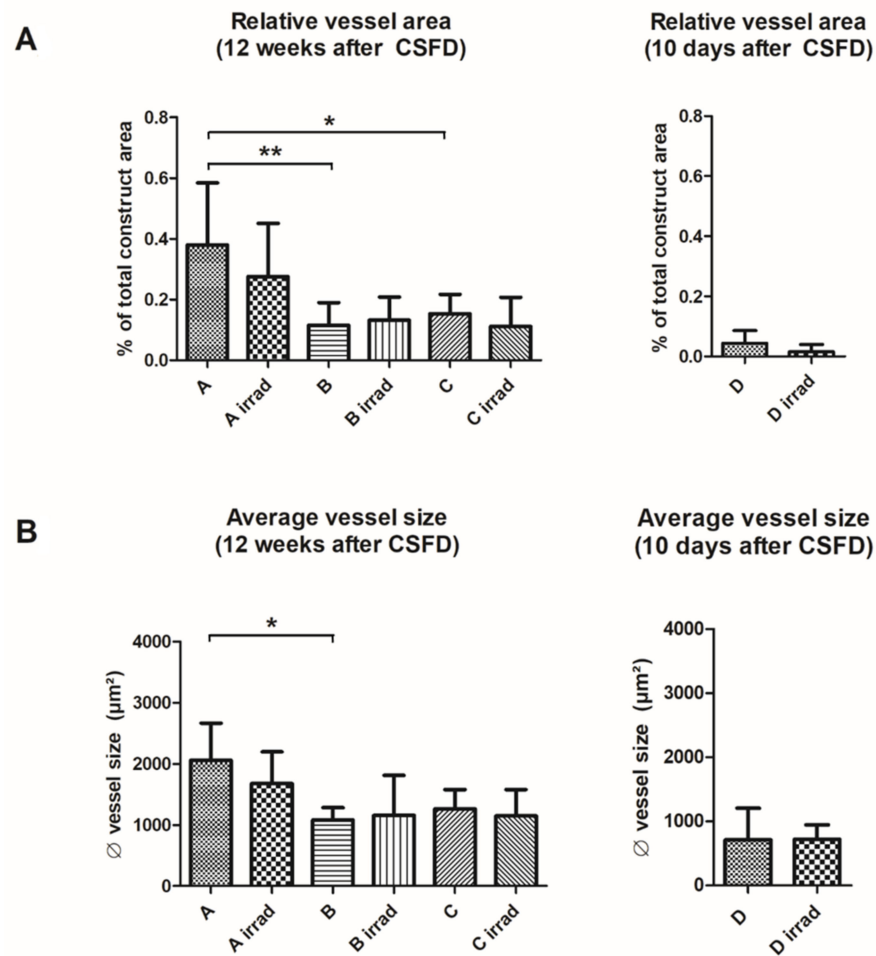 A
Relative vessel area
(12 weeks after CSFD)
% of total construct area
0.8
0.6
0.4
0.2
0.0
*
**
A
A irrad
B
B irrad
C
C irrad
Relative vessel area
(10 days after CSFD)
% of total construct area
0.8
0.6
0.4
0.2
0.0
D
D irrad
B
Average vessel size
(12 weeks after CSFD)
Ø vessel size (µm²)
4000
3000
2000
1000
0
*
A
A irrad
B
B irrad
C
C irrad
Average vessel size
(10 days after CSFD)
Ø vessel size (µm²)
4000
3000
2000
1000
0
D
D irrad